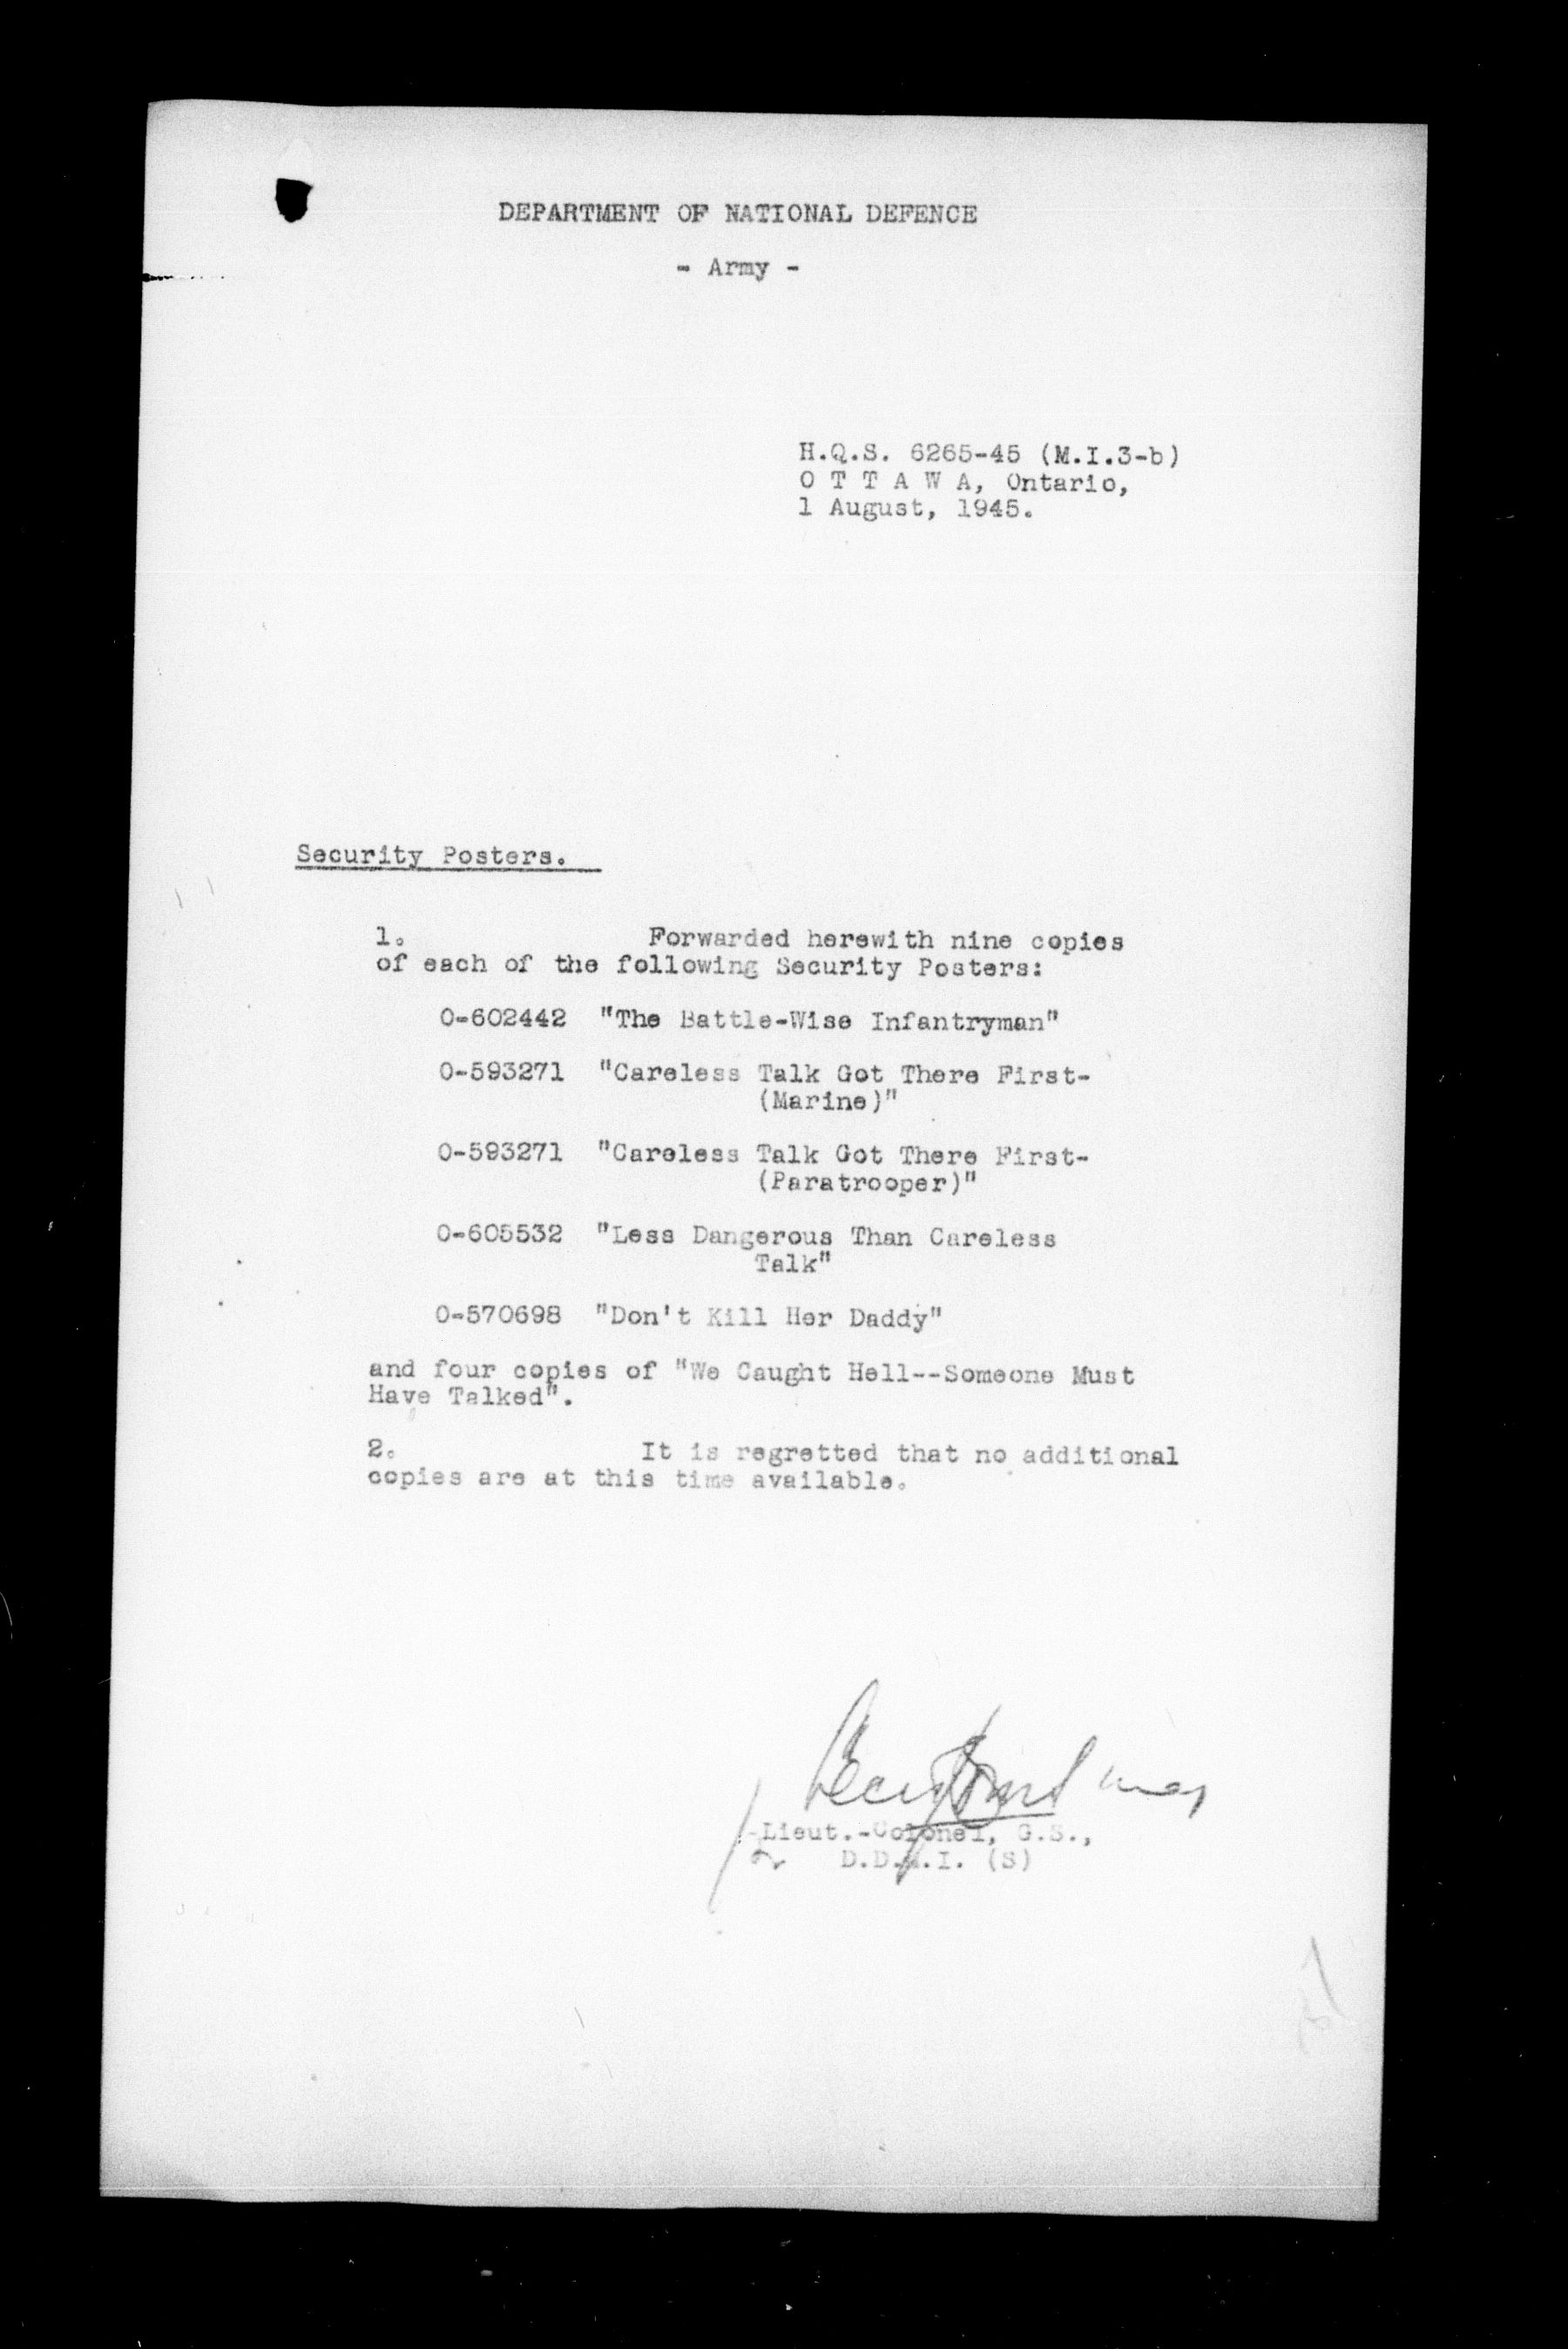 DEPARTMENT OF NATIONAL DEFENCE
- Army -
H.Q.S. 6265-45 (M.I.3-b)
O T T A W A, Ontario,
1 August, 1945.
Security Posters.
1. Forwarded herewith nine copies
of each of the following Security Posters:
0-602442 "The Battle-Wise Infantryman"
0-593271 "Careless Talk Got There First-
(Marine)"
0-593271 "Careless Talk Got There First-
(Paratrooper)"
0-605532 "Less Dangerous Than Careless
Talk"
0-570698 "Don't Kill Her Daddy"
and four copies of "We Caught Hell--Someone Must
Have Talked".
2. It is regretted that no additional
copies are at this time available.
Lieut.-Colonel, G.S.,
D.D.M.I. (S)